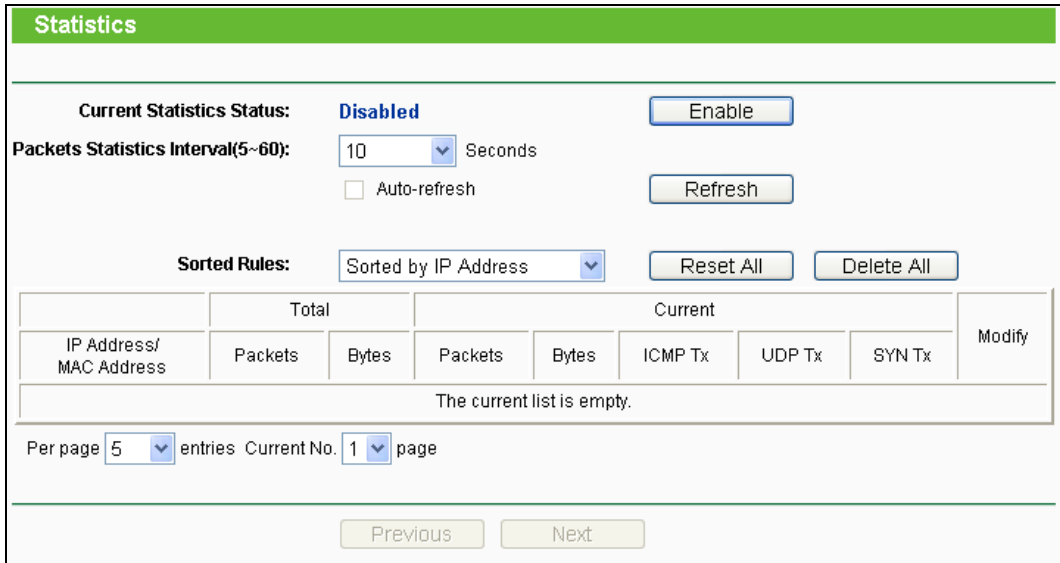 Statistics
Current Statistics Status: Disabled Enable
Packets Statistics Interval(5~60): 10 Seconds
Auto-refresh Refresh
Sorted Rules: Sorted by IP Address Reset All Delete All
Total Current Modify
IP Address/
MAC Address Packets Bytes Packets Bytes ICMP Tx UDP Tx SYN Tx
The current list is empty.
Per page 5 entries Current No. 1 page
Previous Next